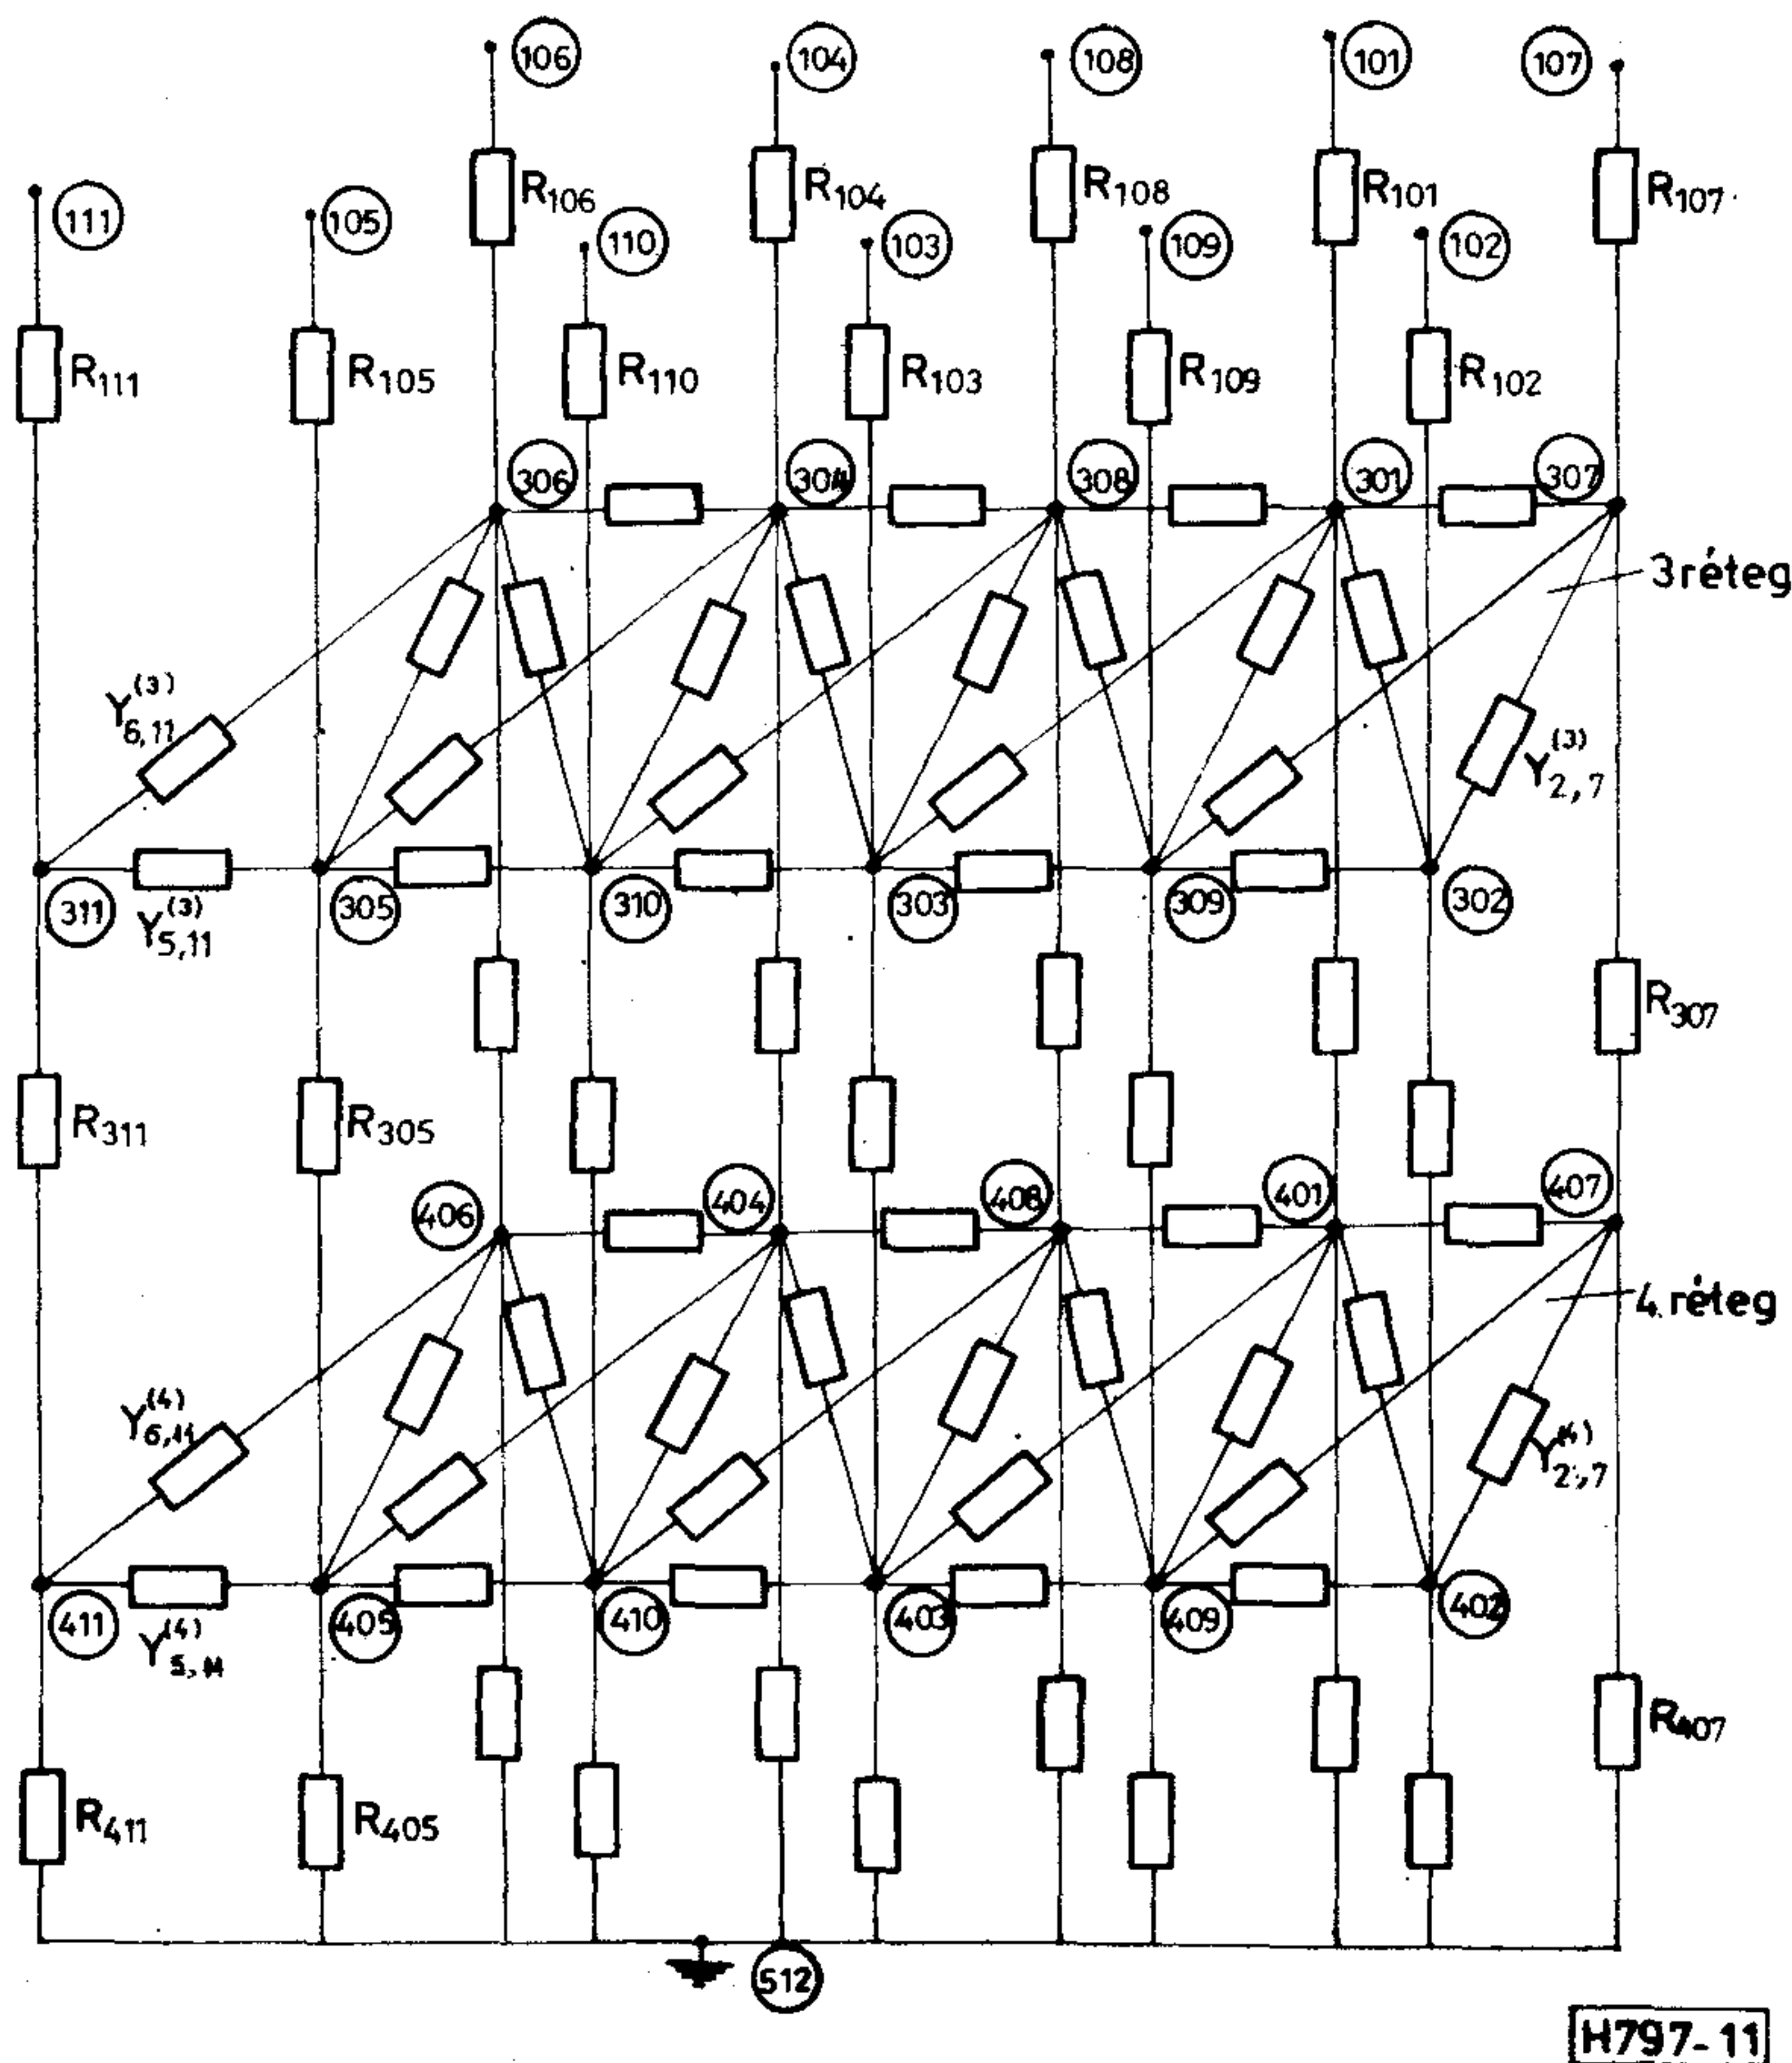 106 104 108 101 107
R106 R104 R108 R101 R107
111 105 110 103 109 102
R111 R105 R110 R103 R109 R102
306 304 308 301 307
3 réteg
Y(3)6,11
Y(3)2,7
311 305 310 303 309 302
Y(3)5,11
R307
R311 R305
406 404 408 401 407
4. réteg
Y(4)6,11
Y(4)2,7
411 405 410 403 409 402
Y(4)5,11
R407
R411 R405
512
H797-11